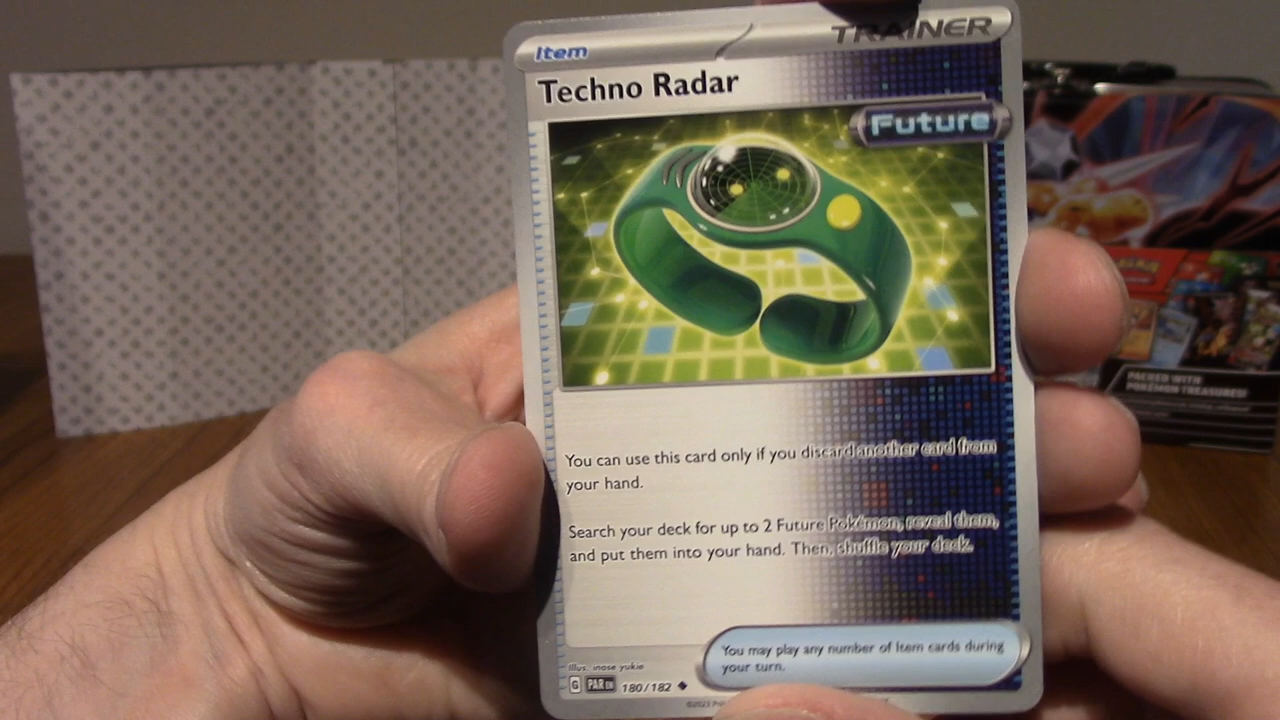 Item
TRAINER
Techno Radar
Future
You can use this card only if you discard another card from
your hand.
Search your deck for up to 2 Future Pokémon, reveal them,
and put them into your hand. Then, shuffle your deck.
You may play any number of Item cards during
your turn.
Illus. inose yukie
G PAR EN 180/182
©2023
PACKED WITH
POKÉMON TREASURES!